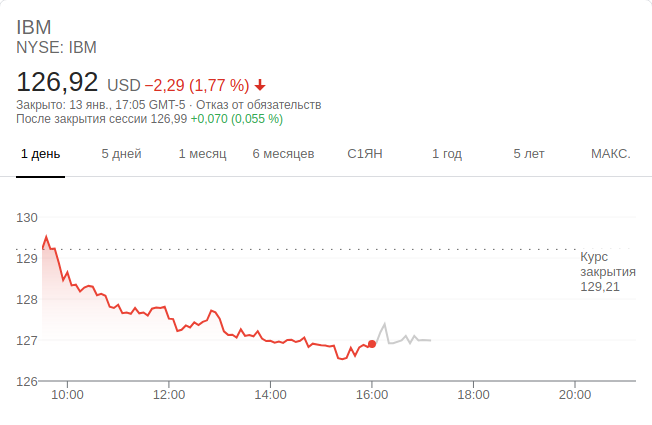 IBM
NYSE: IBM
126,92 USD −2,29 (1,77 %)
Закрыто: 13 янв., 17:05 GMT-5 · Отказ от обязательств
После закрытия сессии 126,99 +0,070 (0,055 %)
1 день 5 дней 1 месяц 6 месяцев С1ЯН 1 год 5 лет МАКС.
130
129
128
127
126
Курс
закрытия
129,21
10:00 12:00 14:00 16:00 18:00 20:00